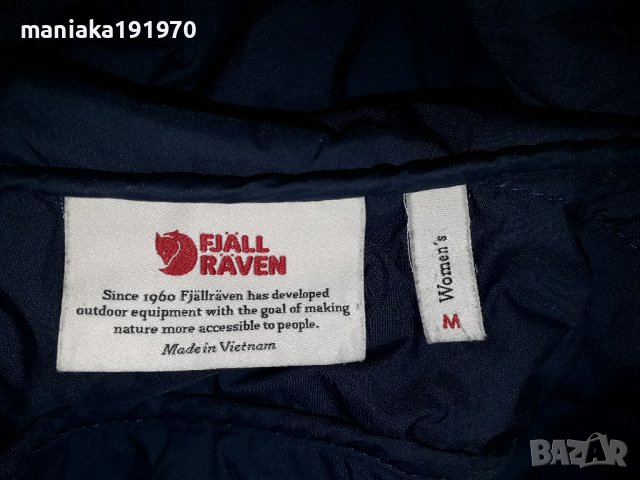 maniaka191970
FJÄLL
RÄVEN
Since 1960 Fjällräven has developed
outdoor equipment with the goal of making
nature more accessible to people.
Made in Vietnam
Women's
M
BAZAR